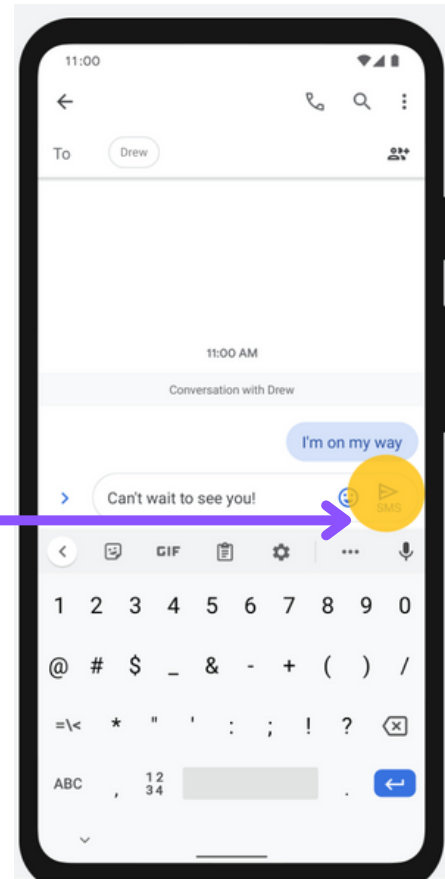 11:00
To Drew
11:00 AM
Conversation with Drew
I'm on my way
Can't wait to see you!
SMS
GIF
1 2 3 4 5 6 7 8 9 0
@ # $ _ & - + ( ) /
=\< * " ' : ; ! ?
ABC , 12 34 .